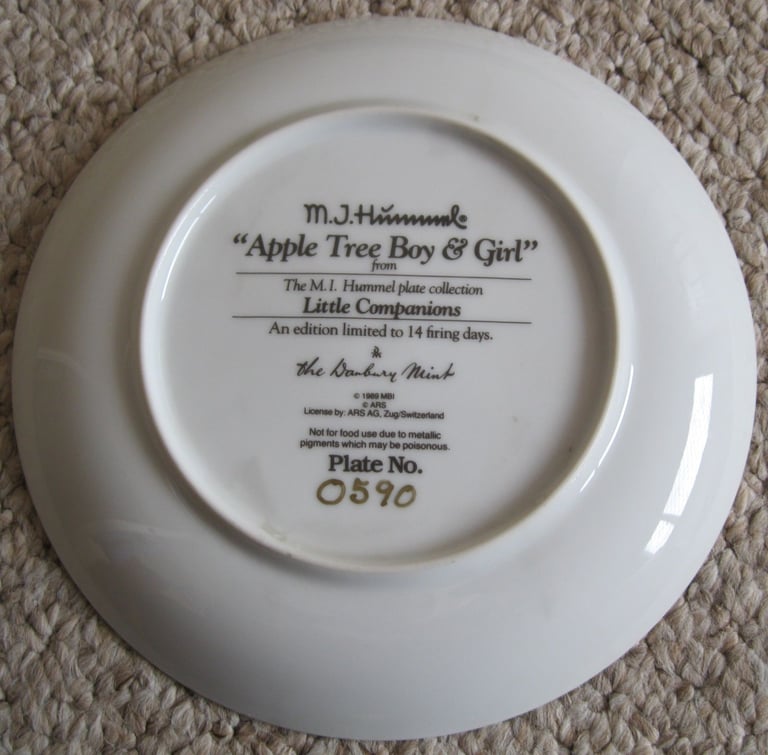 M.J.Hummel®
“Apple Tree Boy & Girl”
from
The M.I. Hummel plate collection
Little Companions
An edition limited to 14 firing days.
the Danbury Mint
© 1989 MBI
© ARS
License by: ARS AG, Zug/Switzerland
Not for food use due to metallic
pigments which may be poisonous.
Plate No.
0590